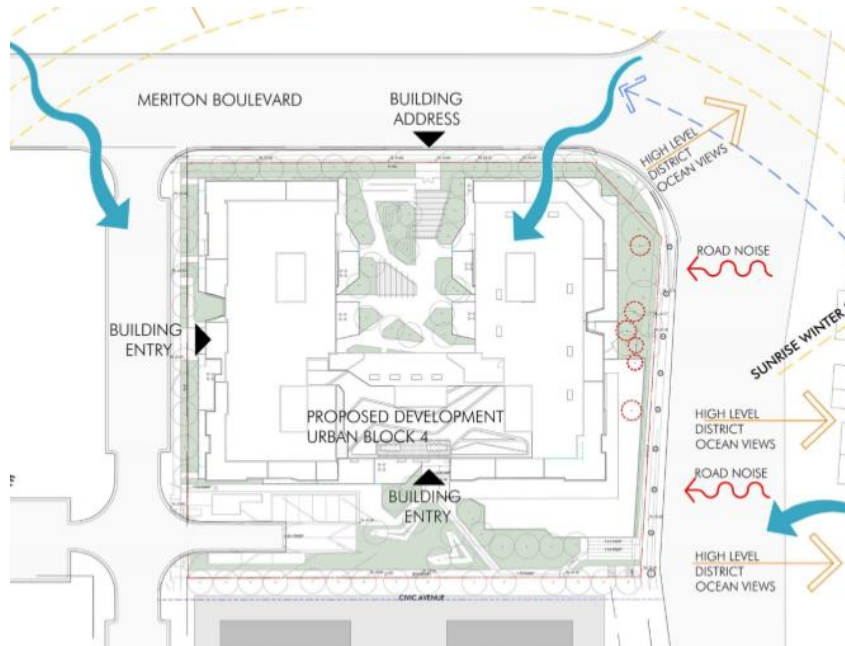 MERITON BOULEVARD
BUILDING
ADDRESS
HIGH LEVEL
DISTRICT
OCEAN VIEWS
ROAD NOISE
BUILDING
ENTRY
SUNRISE WINTER
PROPOSED DEVELOPMENT
URBAN BLOCK 4
HIGH LEVEL
DISTRICT
OCEAN VIEWS
ROAD NOISE
BUILDING
ENTRY
HIGH LEVEL
DISTRICT
OCEAN VIEWS
CIVIC AVENUE